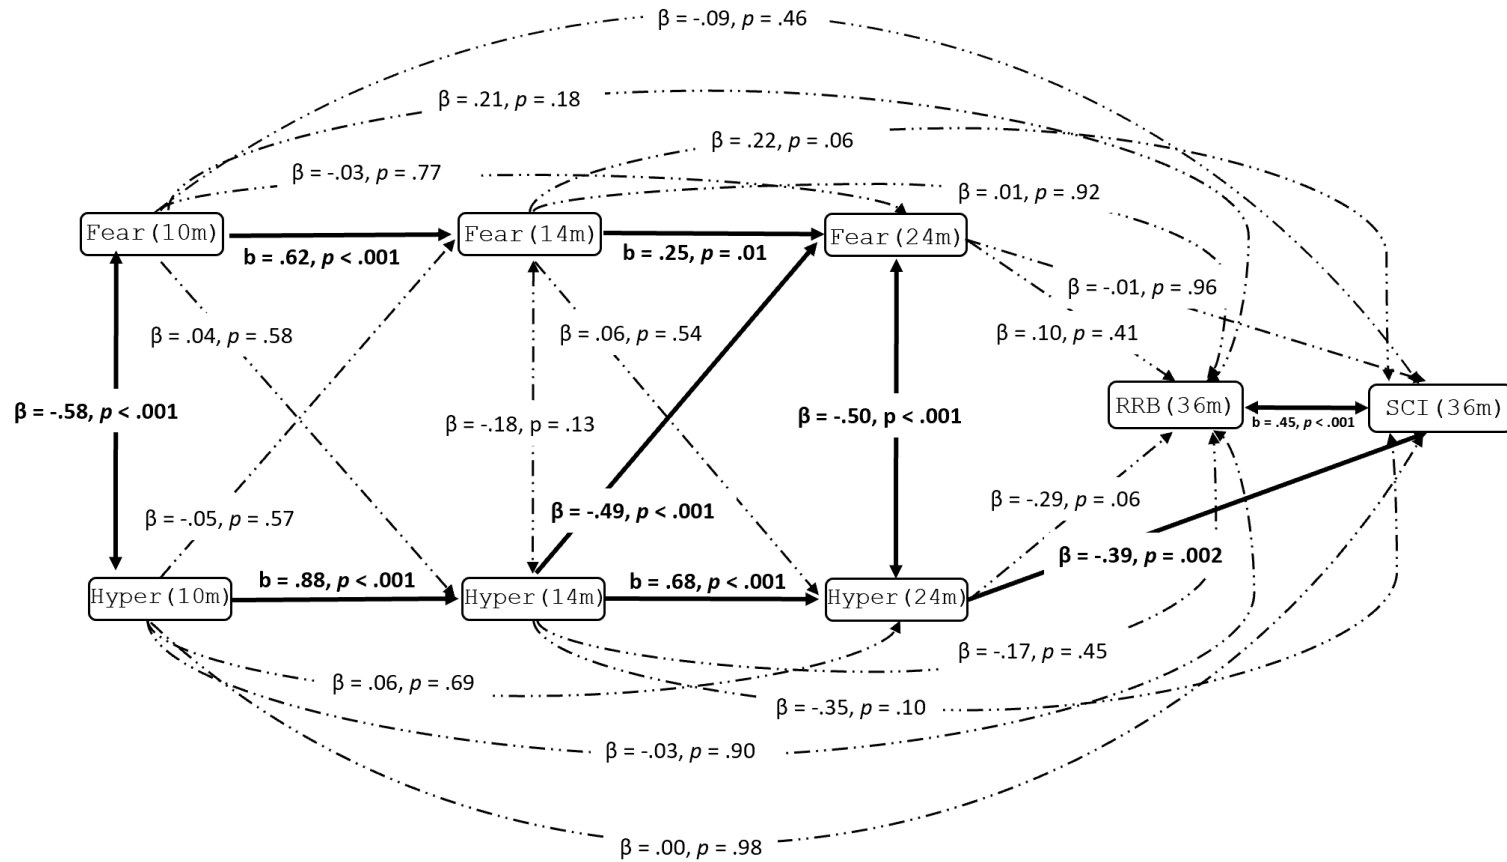 β = -.09, p = .46
β = .21, p = .18
β = .22, p = .06
β = -.03, p = .77
β = .01, p = .92
Fear(10m)
Fear(14m)
Fear(24m)
b = .62, p < .001
b = .25, p = .01
β = -.01, p = .96
β = .04, p = .58
β = .06, p = .54
β = .10, p = .41
RRB(36m)
SCI(36m)
b = .45, p < .001
β = -.58, p < .001
β = -.18, p = .13
β = -.50, p < .001
β = -.29, p = .06
β = -.05, p = .57
β = -.49, p < .001
β = -.39, p = .002
b = .88, p < .001
b = .68, p < .001
Hyper(10m)
Hyper(14m)
Hyper(24m)
β = -.17, p = .45
β = .06, p = .69
β = -.35, p = .10
β = -.03, p = .90
β = .00, p = .98